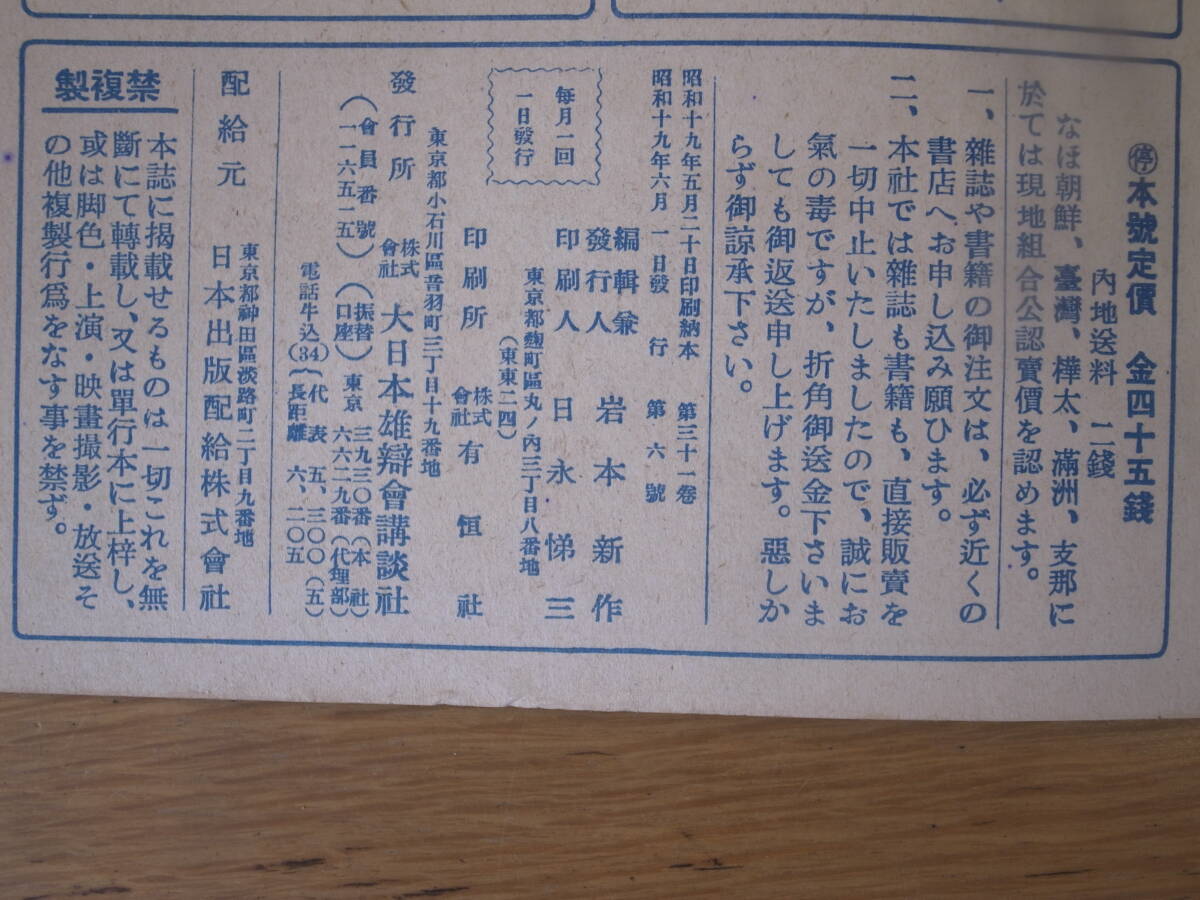 ㊡本號定價　金四十五錢
內地送料　二錢
なほ朝鮮、臺灣、樺太、滿洲、支那に
於ては現地組合公認賣價を認めます。
一、雜誌や書籍の御注文は、必ず近くの
書店へお申し込み願ひます。
二、本社では雜誌も書籍も、直接販賣を
一切中止いたしましたので、誠にお
氣の毒ですが、折角御送金下さいま
しても御返送申し上げます。惡しか
らず御諒承下さい。
昭和十九年五月二十日印刷納本　第三十一卷
昭和十九年六月一日發行　第六號
每月一回
一日發行
編輯兼
發行人　岩本新作
印刷人　日永悌三
東京都麴町區丸ノ內三丁目八番地
（東東二四）
印刷所　株式會社　有恒社
東京都小石川區音羽町三丁目十九番地
發行所　株式會社　大日本雄辯會講談社
（會員番號）（振替口座）東京　三九三〇番（本社）
（一一六五一五）六六二九番（代理部）
電話牛込(34)代表　五、三〇〇（五）
長距離　六、二〇五
配給元　東京都神田區淡路町二丁目九番地
日本出版配給株式會社
禁複製
本誌に揭載せるものは一切これを無
斷にて轉載し、又は單行本に上梓し、
或は脚色・上演・映畫撮影・放送そ
の他複製行爲をなす事を禁ず。